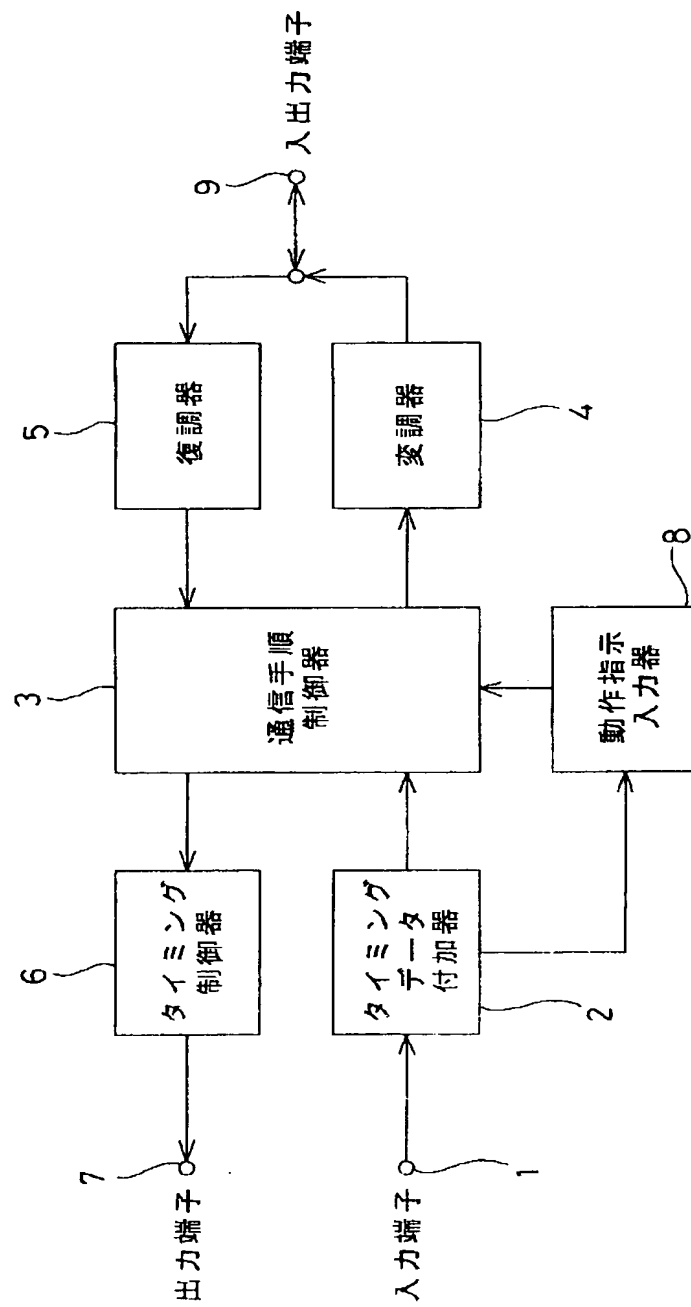 出力端子
7
6
タイミング
制御器
3
通信手順
制御器
5
復調器
9
入出力端子
入力端子
1
タイミング
データ
付加器
2
動作指示
入力器
8
変調器
4